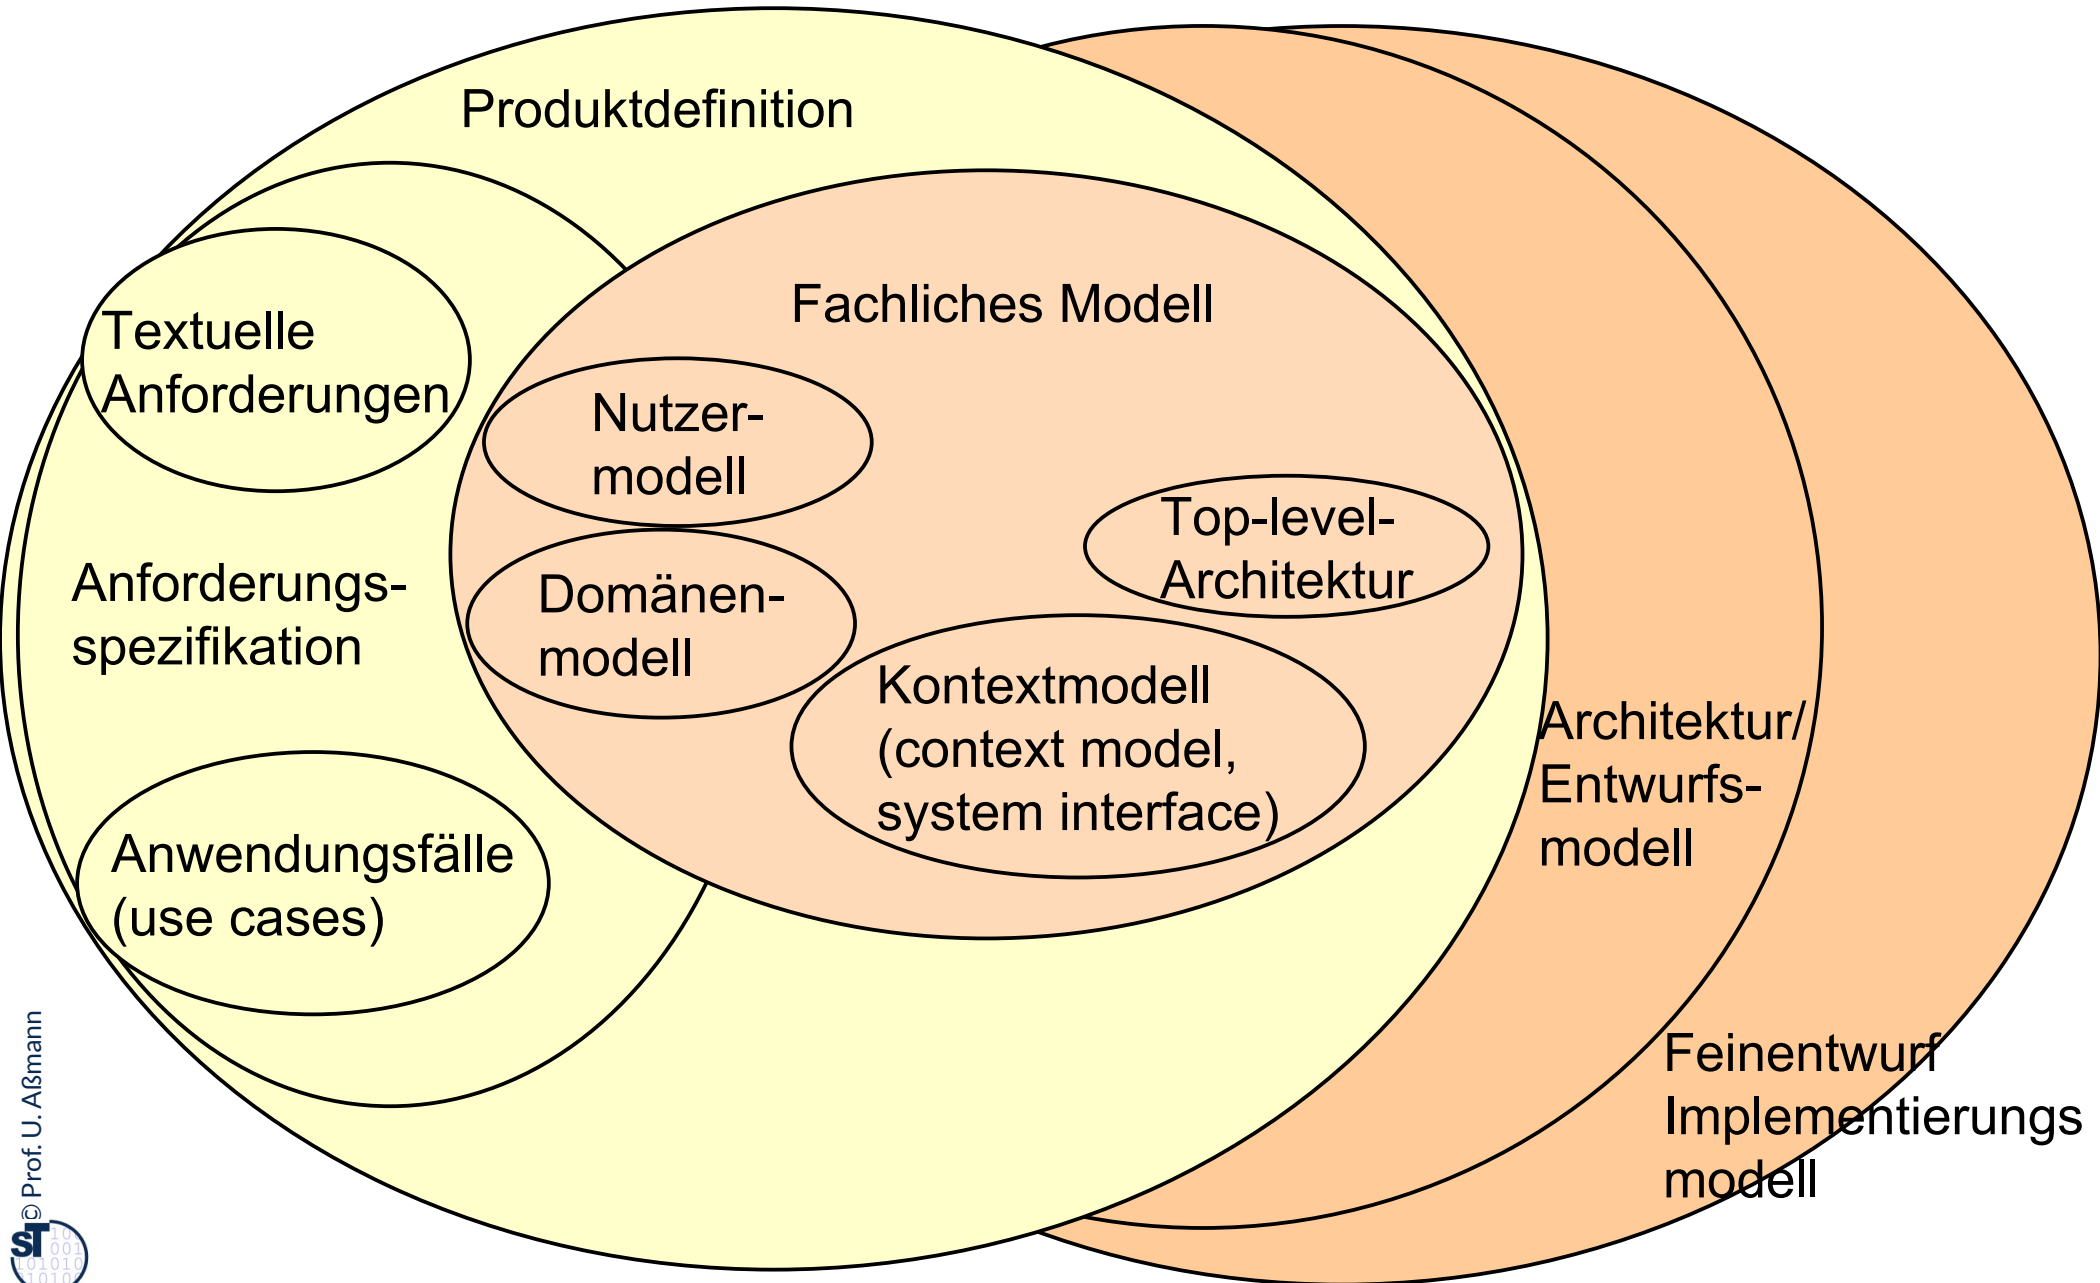 Produktdefinition
Fachliches Modell
Textuelle
Anforderungen
Nutzer-
modell
Top-level-
Architektur
Anforderungs-
spezifikation
Domänen-
modell
Kontextmodell
(context model,
system interface)
Architektur/
Entwurfs-
modell
Anwendungsfälle
(use cases)
Feinentwurf
Implementierungs
modell
© Prof. U. Aßmann
ST